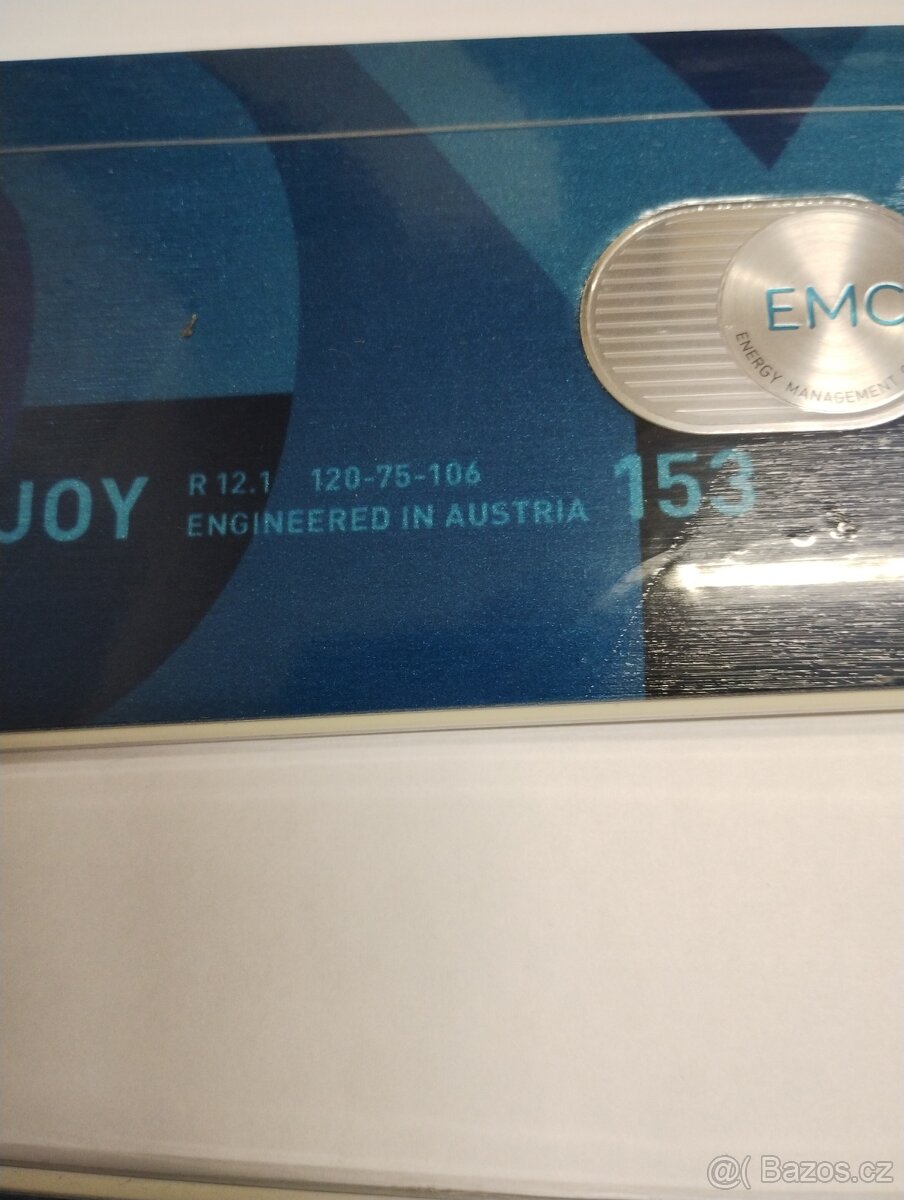 EMC
ENERGY MANAGEMENT
JOY
R 12.1 120-75-106
ENGINEERED IN AUSTRIA
153
@( Bazos.cz